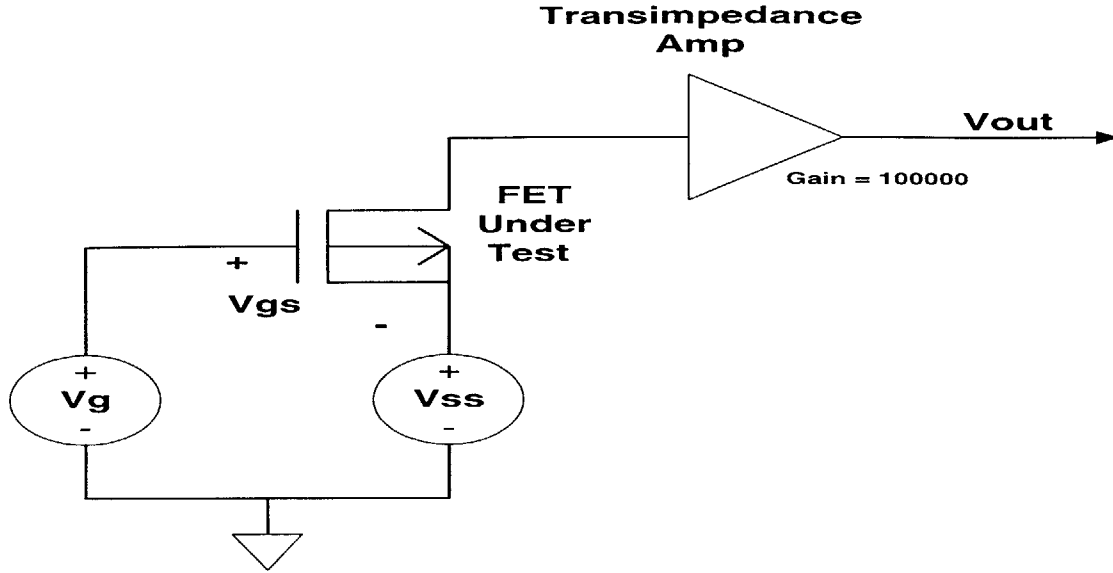 Transimpedance
Amp
Vout
Gain = 100000
FET
Under
Test
+
Vgs
-
+
Vg
-
+
Vss
-